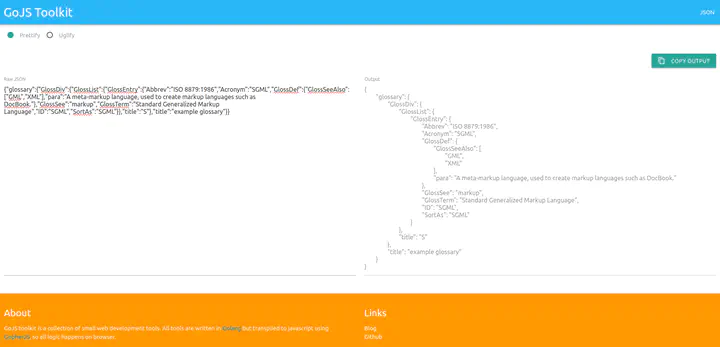 GoJS Toolkit
JSON
Prettify
Uglify
COPY OUTPUT
Raw JSON
{"glossary":{"GlossDiv":{"GlossList":{"GlossEntry":{"Abbrev":"ISO 8879:1986","Acronym":"SGML","GlossDef":{"GlossSeeAlso":
["GML","XML"],"para":"A meta-markup language, used to create markup languages such as
DocBook."},"GlossSee":"markup","GlossTerm":"Standard Generalized Markup
Language","ID":"SGML","SortAs":"SGML"}},"title":"S"},"title":"example glossary"}}
Output
{
"glossary": {
"GlossDiv": {
"GlossList": {
"GlossEntry": {
"Abbrev": "ISO 8879:1986",
"Acronym": "SGML",
"GlossDef": {
"GlossSeeAlso": [
"GML",
"XML"
],
"para": "A meta-markup language, used to create markup languages such as DocBook."
},
"GlossSee": "markup",
"GlossTerm": "Standard Generalized Markup Language",
"ID": "SGML",
"SortAs": "SGML"
}
},
"title": "S"
},
"title": "example glossary"
}
}
About
GoJS Toolkit is a collection of small web development tools. All tools are written in Golang but transpiled to javascript using
GopherJS, so all logic happens on browser.
Links
Blog
Github